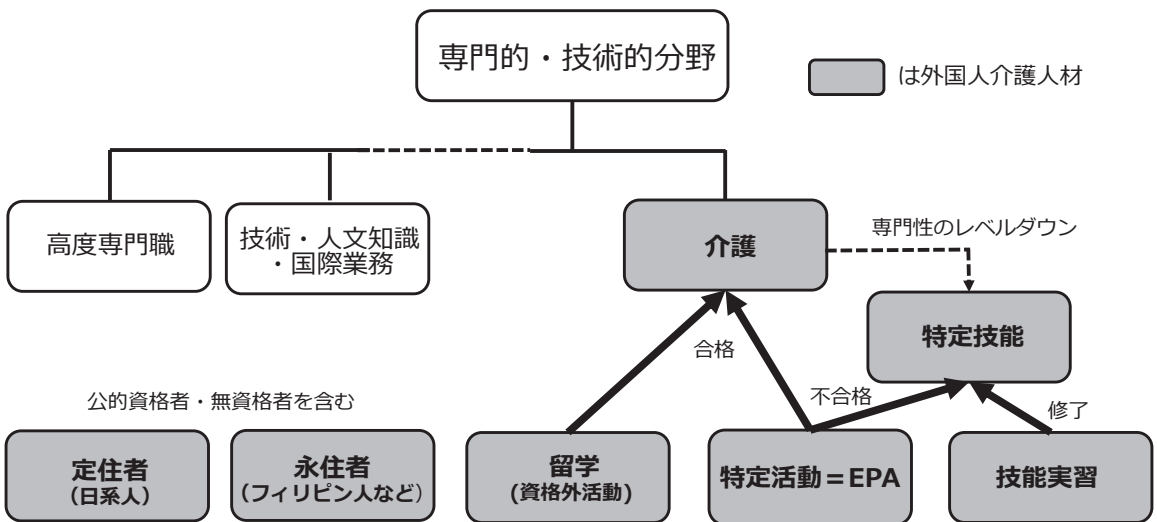 専門的・技術的分野
は外国人介護人材
高度専門職
技術・人文知識
・国際業務
介護
専門性のレベルダウン
特定技能
合格
不合格
修了
公的資格者・無資格者を含む
定住者
(日系人)
永住者
(フィリピン人など)
留学
(資格外活動)
特定活動=EPA
技能実習